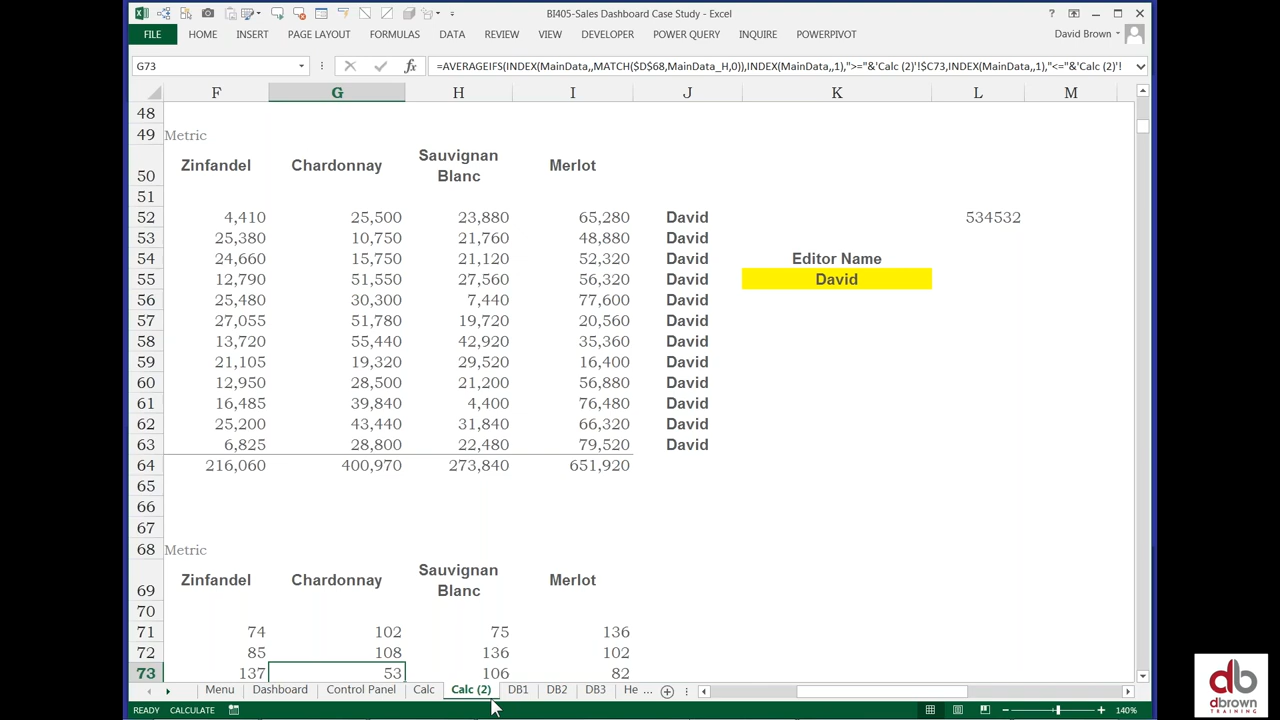 BI405-Sales Dashboard Case Study - Excel
FILE HOME INSERT PAGE LAYOUT FORMULAS DATA REVIEW VIEW DEVELOPER POWER QUERY INQUIRE POWERPIVOT David Brown
G73 fx =AVERAGEIFS(INDEX(MainData,,MATCH($D$68,MainData_H,0)),INDEX(MainData,,1),">="&'Calc (2)'!$C73,INDEX(MainData,,1),"<="&'Calc (2)'!
F G H I J K L M
48
49 Metric
50 Zinfandel Chardonnay Sauvignan Blanc Merlot
51
52 4,410 25,500 23,880 65,280 David 534532
53 25,380 10,750 21,760 48,880 David
54 24,660 15,750 21,120 52,320 David Editor Name
55 12,790 51,550 27,560 56,320 David David
56 25,480 30,300 7,440 77,600 David
57 27,055 51,780 19,720 20,560 David
58 13,720 55,440 42,920 35,360 David
59 21,105 19,320 29,520 16,400 David
60 12,950 28,500 21,200 56,880 David
61 16,485 39,840 4,400 76,480 David
62 25,200 43,440 31,840 66,320 David
63 6,825 28,800 22,480 79,520 David
64 216,060 400,970 273,840 651,920
65
66
67
68 Metric
69 Zinfandel Chardonnay Sauvignan Blanc Merlot
70
71 74 102 75 136
72 85 108 136 102
73 137 53 106 82
Menu Dashboard Control Panel Calc Calc (2) DB1 DB2 DB3 He ...
READY CALCULATE 140%
db
dbrown
TRAINING